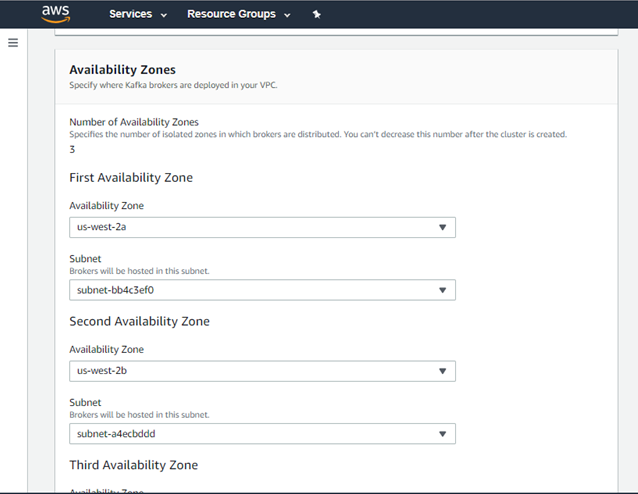 aws Services Resource Groups
Availability Zones
Specify where Kafka brokers are deployed in your VPC.
Number of Availability Zones
Specifies the number of isolated zones in which brokers are distributed. You can't decrease this number after the cluster is created.
3
First Availability Zone
Availability Zone
us-west-2a
Subnet
Brokers will be hosted in this subnet.
subnet-bb4c3ef0
Second Availability Zone
Availability Zone
us-west-2b
Subnet
Brokers will be hosted in this subnet.
subnet-a4ecbddd
Third Availability Zone
Availability Zone